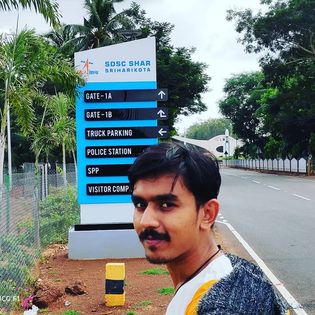 SDSC SHAR
SRIHARIKOTA
GATE - 1A
GATE - 1B
TRUCK PARKING
POLICE STATION
SPP
VISITOR COMP